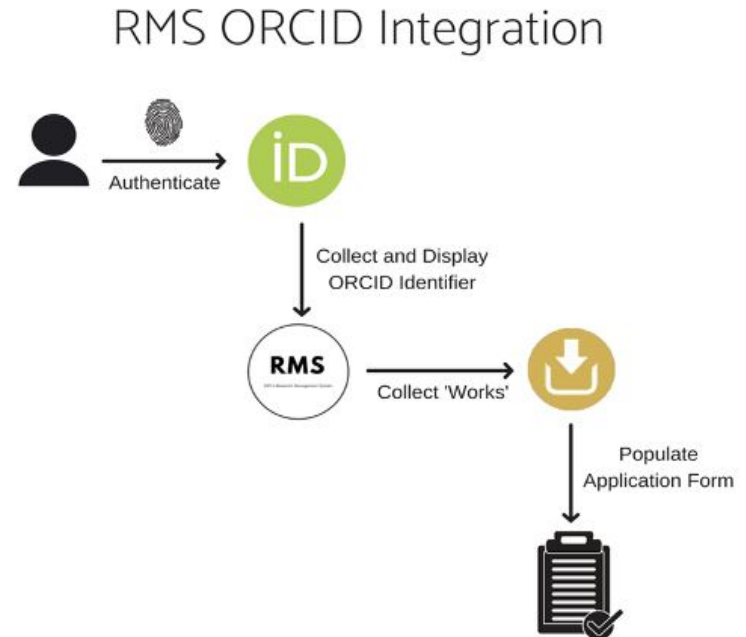 RMS ORCID Integration
Authenticate
iD
Collect and Display
ORCID Identifier
RMS
Collect 'Works'
Populate
Application Form